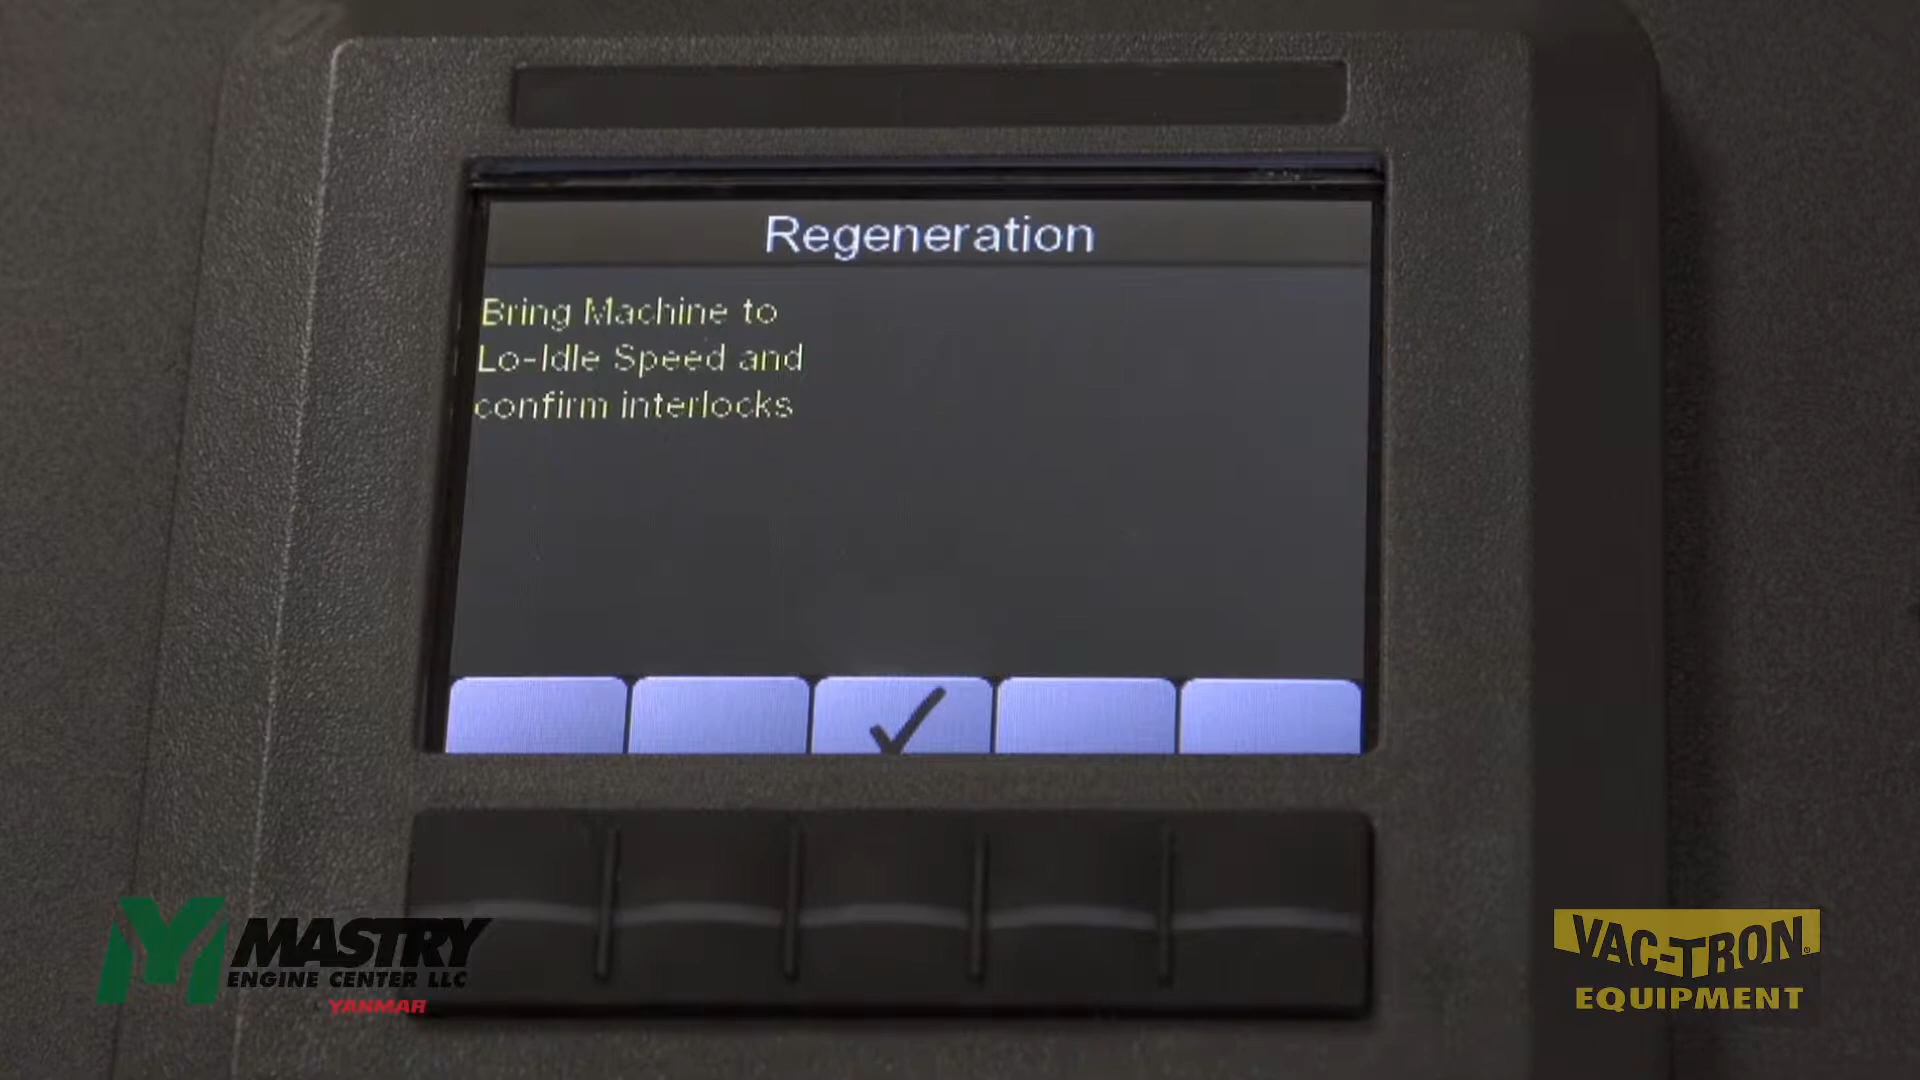 Regeneration
Bring Machine to
Lo-Idle Speed and
confirm interlocks
MASTRY
ENGINE CENTER LLC
YANMAR
VAC-TRON®
EQUIPMENT